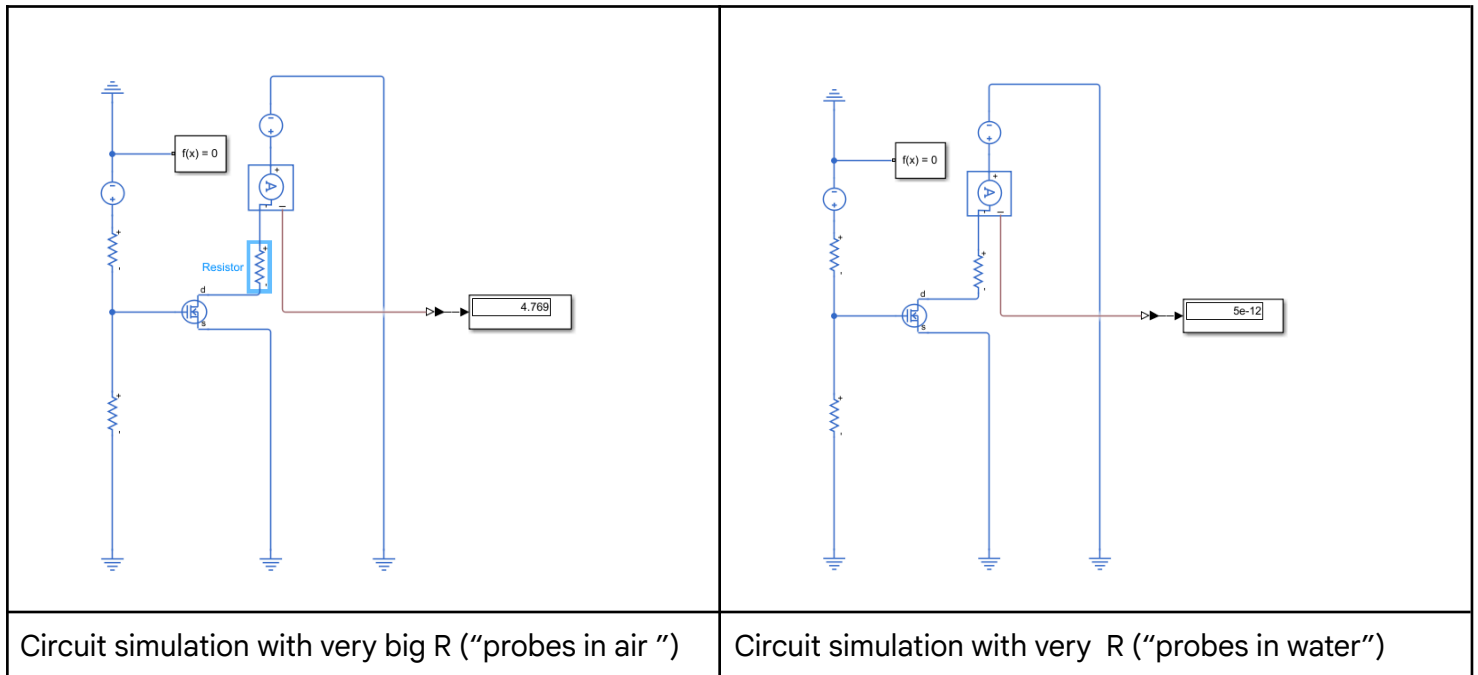 f(x) = 0
A
+
-
Resistor
d
s
4.769
f(x) = 0
A
+
-
d
s
5e-12
Circuit simulation with very big R (“probes in air ”)
Circuit simulation with very R (“probes in water”)